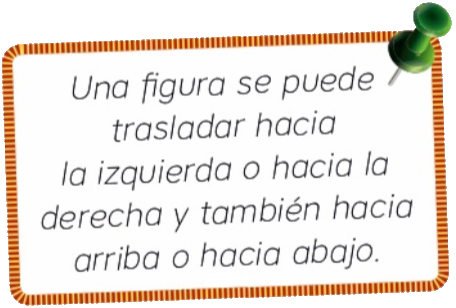 Una figura se puede
trasladar hacia
la izquierda o hacia la
derecha y también hacia
arriba o hacia abajo.